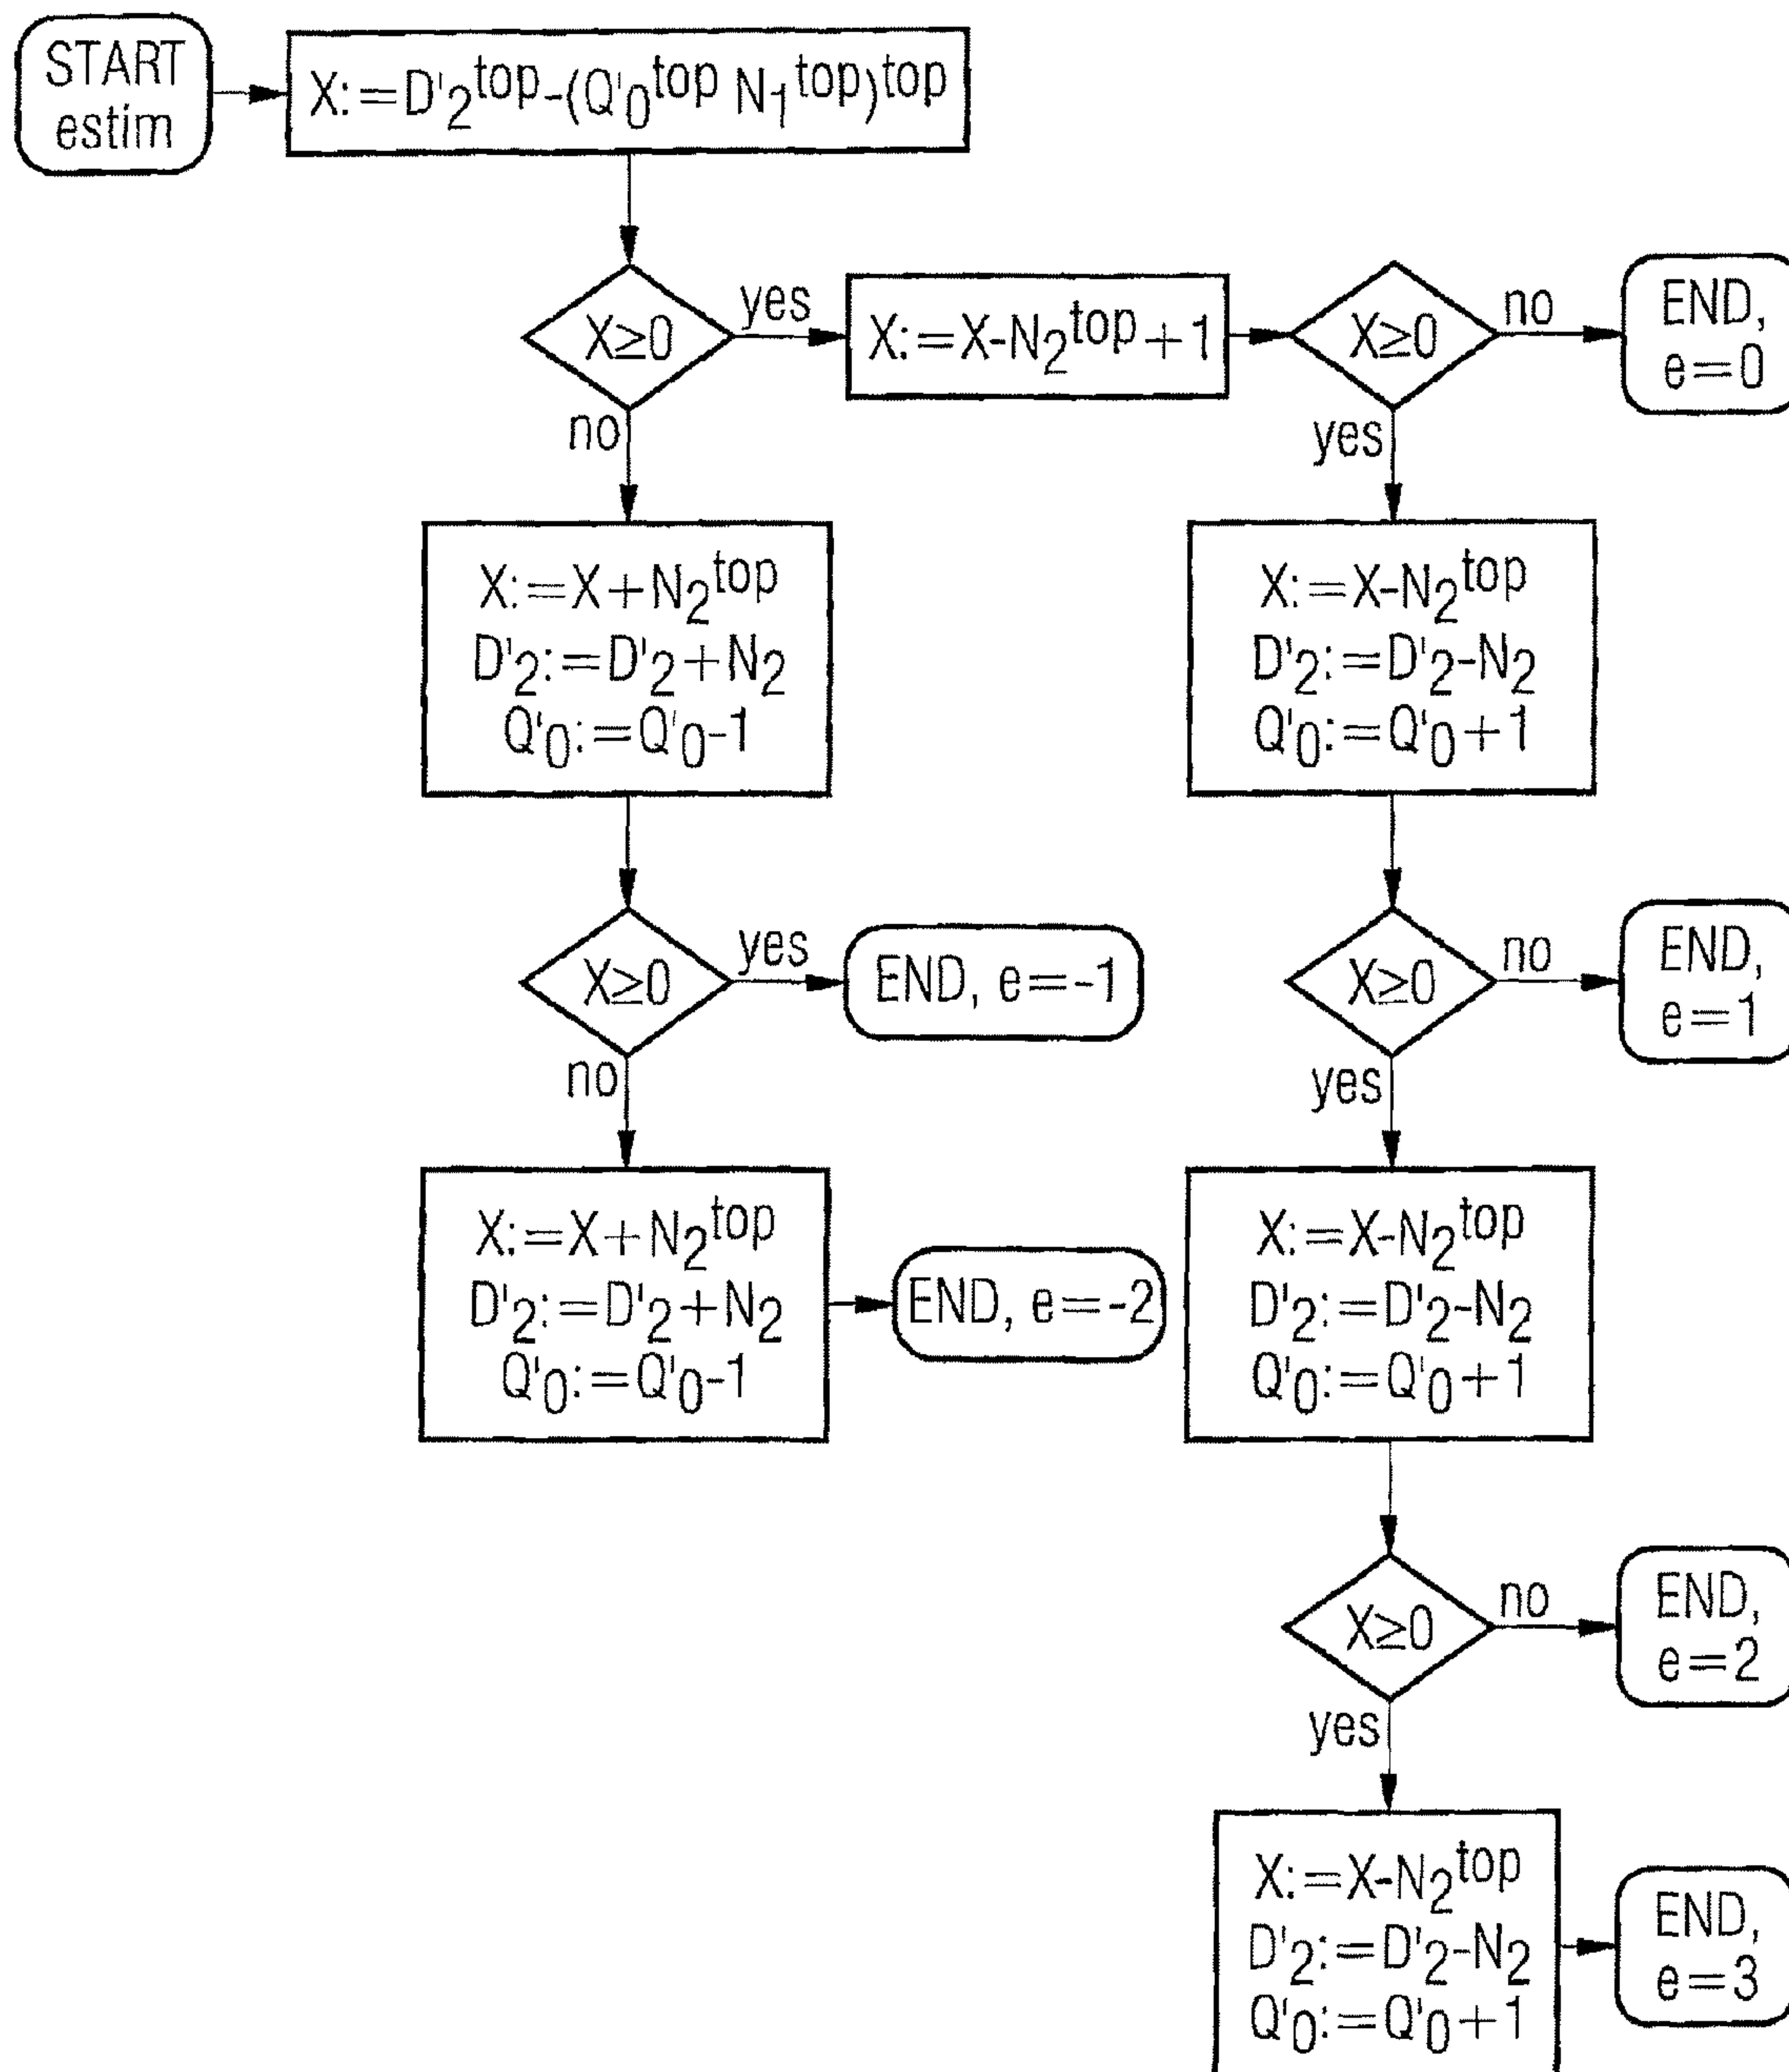 START
estim
X:=D'2top-(Q'0top N1top)top
X≥0
yes
X:=X-N2top+1
X≥0
no
END,
e=0
no
yes
X:=X+N2top
D'2:=D'2+N2
Q'0:=Q'0-1
X:=X-N2top
D'2:=D'2-N2
Q'0:=Q'0+1
X≥0
yes
END, e=-1
X≥0
no
END,
e=1
no
yes
X:=X+N2top
D'2:=D'2+N2
Q'0:=Q'0-1
END, e=-2
X:=X-N2top
D'2:=D'2-N2
Q'0:=Q'0+1
X≥0
no
END,
e=2
yes
X:=X-N2top
D'2:=D'2-N2
Q'0:=Q'0+1
END,
e=3